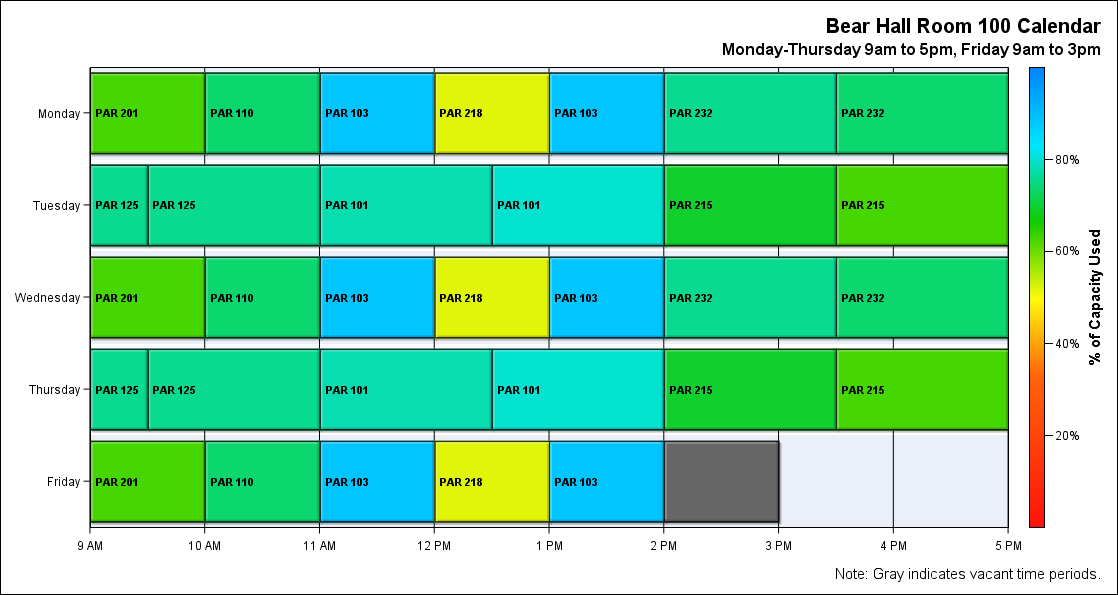 Bear Hall Room 100 Calendar
Monday-Thursday 9am to 5pm, Friday 9am to 3pm
Monday PAR 201 PAR 110 PAR 103 PAR 218 PAR 103 PAR 232 PAR 232
Tuesday PAR 125 PAR 125 PAR 101 PAR 101 PAR 215 PAR 215
Wednesday PAR 201 PAR 110 PAR 103 PAR 218 PAR 103 PAR 232 PAR 232
Thursday PAR 125 PAR 125 PAR 101 PAR 101 PAR 215 PAR 215
Friday PAR 201 PAR 110 PAR 103 PAR 218 PAR 103
9 AM 10 AM 11 AM 12 PM 1 PM 2 PM 3 PM 4 PM 5 PM
80%
60%
40%
20%
% of Capacity Used
Note: Gray indicates vacant time periods.